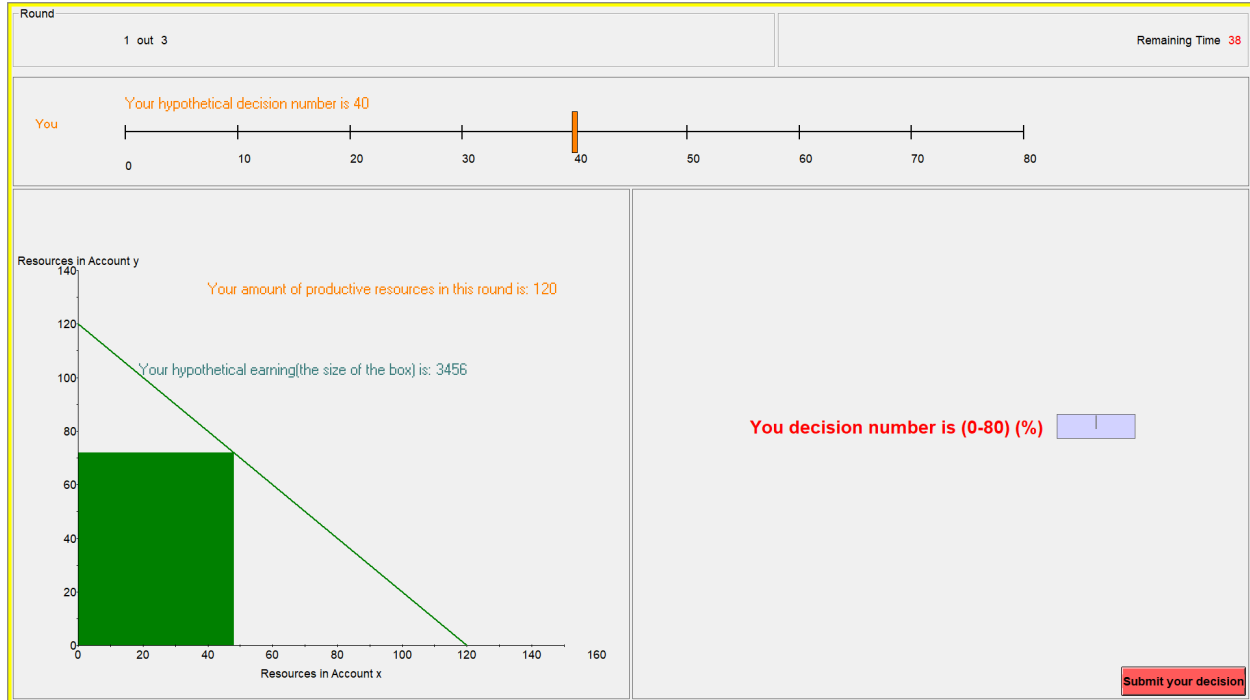 Round
1 out 3
Remaining Time 38
Your hypothetical decision number is 40
You
0 10 20 30 40 50 60 70 80
Resources in Account y
140
Your amount of productive resources in this round is: 120
120
Your hypothetical earning(the size of the box) is: 3456
100
80
You decision number is (0-80) (%)
60
40
20
0
0 20 40 60 80 100 120 140 160
Resources in Account x
Submit your decision